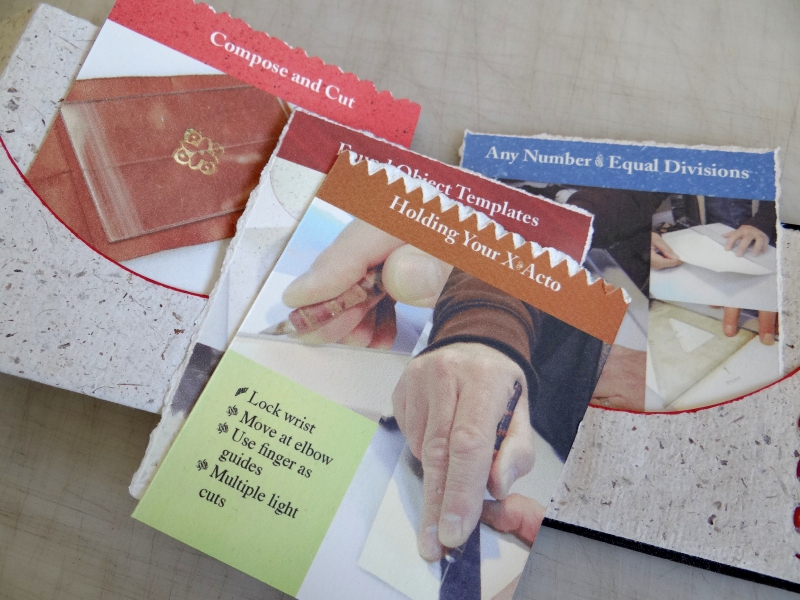 Compose and Cut
Object Templates
Any Number & Equal Divisions
Holding Your X-Acto
Lock wrist
Move at elbow
Use finger as
guides
Multiple light
cuts